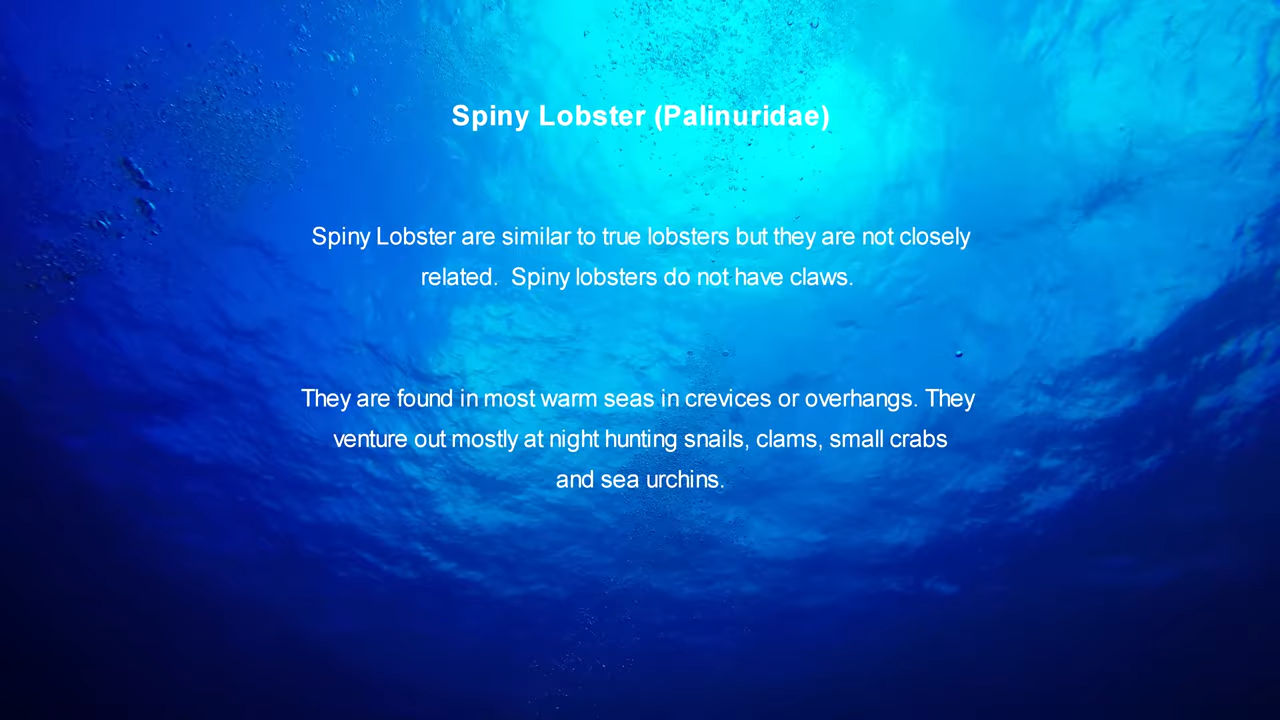 Spiny Lobster (Palinuridae)
Spiny Lobster are similar to true lobsters but they are not closely
related.  Spiny lobsters do not have claws.
They are found in most warm seas in crevices or overhangs. They
venture out mostly at night hunting snails, clams, small crabs
and sea urchins.